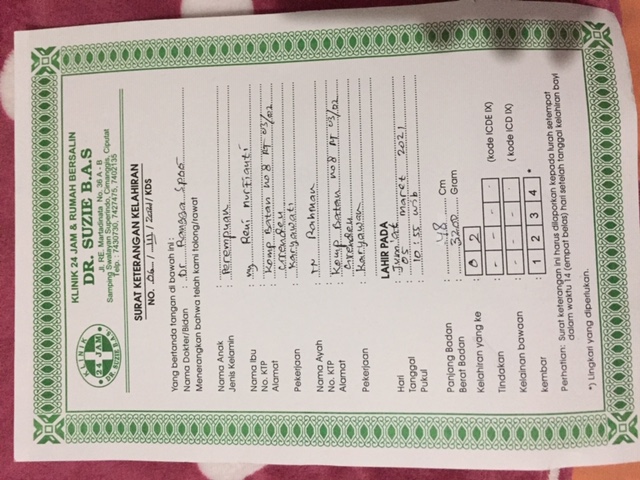 KLINIK
24 JAM
DR. SUZIE B.A.S
KLINIK 24 JAM & RUMAH BERSALIN
DR. SUZIE B.A.S
Jl. RE. Martadinata No. 36 A - B
Samping Swalayan Superindo, Cimanggis, Ciputat
Telp. : 7430730, 7427475, 7402135
SURAT KETERANGAN KELAHIRAN
NO. 06 / III / 2021 / KDS
Yang bertanda tangan di bawah ini :
Nama Dokter/Bidan : Dr Rangga SpOG
Menerangkan bahwa telah kami tolong/rawat
Nama Anak :
Jenis Kelamin : Perempuan
Nama Ibu : ny Reni nurfianti
No. KTP :
Alamat : Komp Batan no 8 RT 03/02
Cirendeu
Pekerjaan : Karyawati
Nama Ayah : TN Rahman
No. KTP :
Alamat : Komp Batan no 8 RT 03/02
Cirendeu
Pekerjaan : Karyawan
LAHIR PADA
Hari : Jum'at
Tanggal : 05 maret 2021
Pukul : 10:55 wib
Panjang Badan : 48 Cm
Berat Badan : 3200 Gram
Kelahiran yang ke : 0 2
Tindakan : - - - - (kode ICDE IX)
Kelainan bawaan : - - - - ( kode ICD IX)
kembar : 1 2 3 4 *
Perhatian: Surat keterangan ini harus dilaporkan kepada lurah setempat
dalam waktu 14 (empat belas) hari setelah tanggal kelahiran bayi
*) Lingkari yang diperlukan.